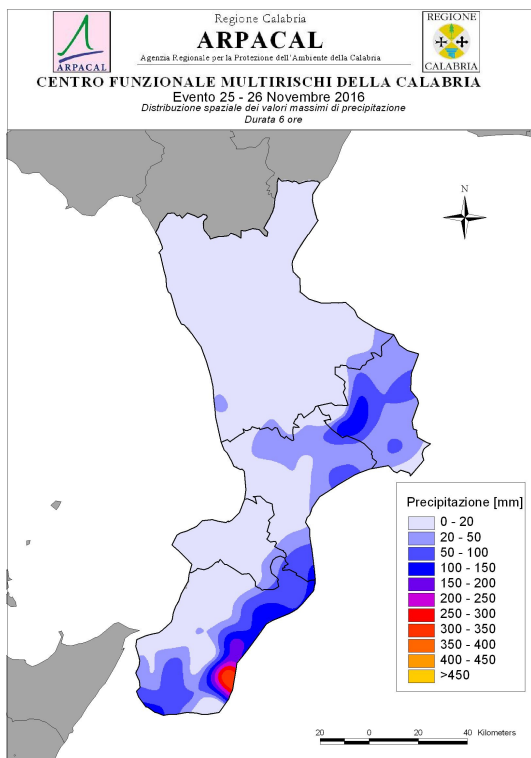 Regione Calabria
ARPACAL
Agenzia Regionale per la Protezione dell'Ambiente della Calabria
ARPACAL
REGIONE
CALABRIA
CENTRO FUNZIONALE MULTIRISCHI DELLA CALABRIA
Evento 25 - 26 Novembre 2016
Distribuzione spaziale dei valori massimi di precipitazione
Durata 6 ore
N
Precipitazione [mm]
0 - 20
20 - 50
50 - 100
100 - 150
150 - 200
200 - 250
250 - 300
300 - 350
350 - 400
400 - 450
>450
20 0 20 40 Kilometers